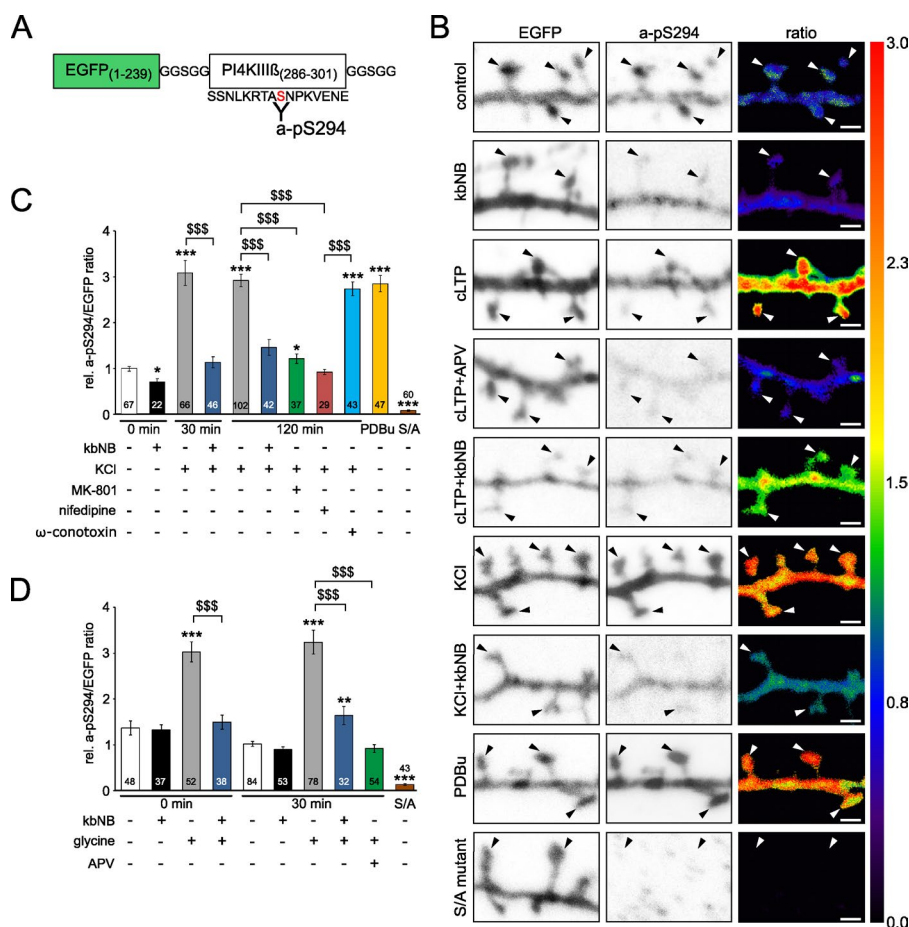 A
EGFP(1-239) GGSGG PI4KIIIß(286-301) GGSGG
SSNLKRTASNPKVENE
a-pS294
B
EGFP a-pS294 ratio
control
kbNB
cLTP
cLTP+APV
cLTP+kbNB
KCl
KCl+kbNB
PDBu
S/A mutant
3.0
2.3
1.5
0.8
0.0
C
rel. a-pS294/EGFP ratio
4
3
2
1
0
$$$
$$$
$$$
$$$
$$$
* *** *** * *** *** ***
67 22 66 46 102 42 37 29 43 47 60
0 min 30 min 120 min PDBu S/A
kbNB - + - + - + - - - - -
KCl - - + + + + + + + - -
MK-801 - - - - - - + - - - -
nifedipine - - - - - - - + - - -
ω-conotoxin - - - - - - - - + - -
D
rel. a-pS294/EGFP ratio
4
3
2
1
0
$$$
$$$
$$$
*** *** ** ***
48 37 52 38 84 53 78 32 54 43
0 min 30 min S/A
kbNB - + - + - + - + - -
glycine - - + + - - + + + -
APV - - - - - - - - + -